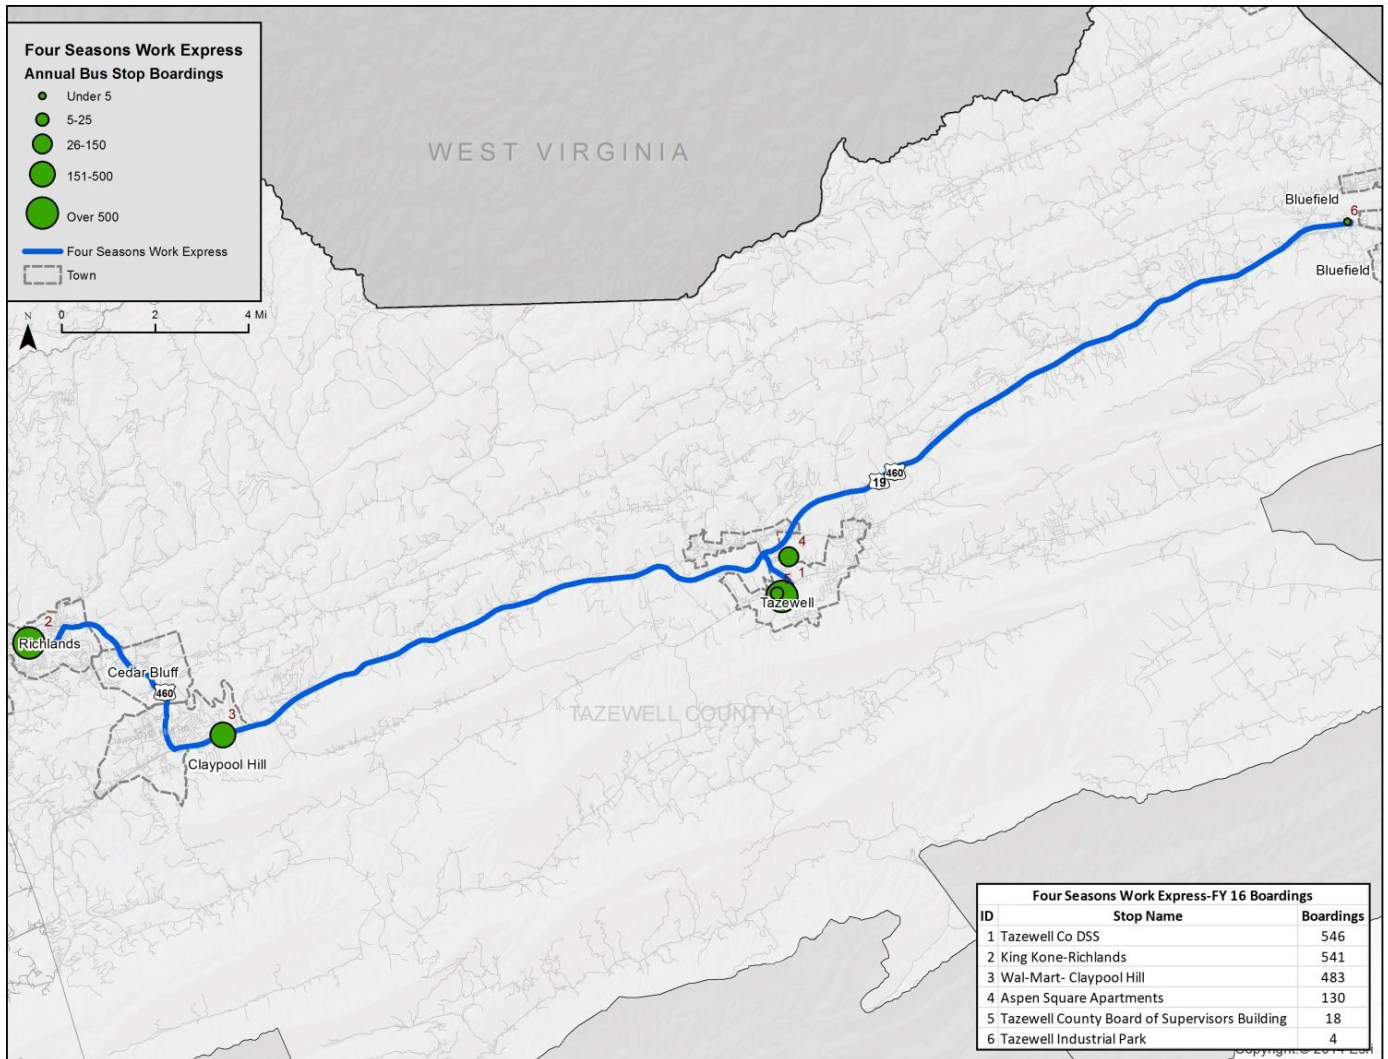 Four Seasons Work Express
Annual Bus Stop Boardings
Under 5
5-25
26-150
151-500
Over 500
Four Seasons Work Express
Town
N
0 2 4 Mi
WEST VIRGINIA
Bluefield
6
Bluefield
460
19
4
1
Tazewell
2
Richlands
Cedar Bluff
460
3
Claypool Hill
TAZEWELL COUNTY
Four Seasons Work Express-FY 16 Boardings
ID Stop Name Boardings
1 Tazewell Co DSS 546
2 King Kone-Richlands 541
3 Wal-Mart- Claypool Hill 483
4 Aspen Square Apartments 130
5 Tazewell County Board of Supervisors Building 18
6 Tazewell Industrial Park 4